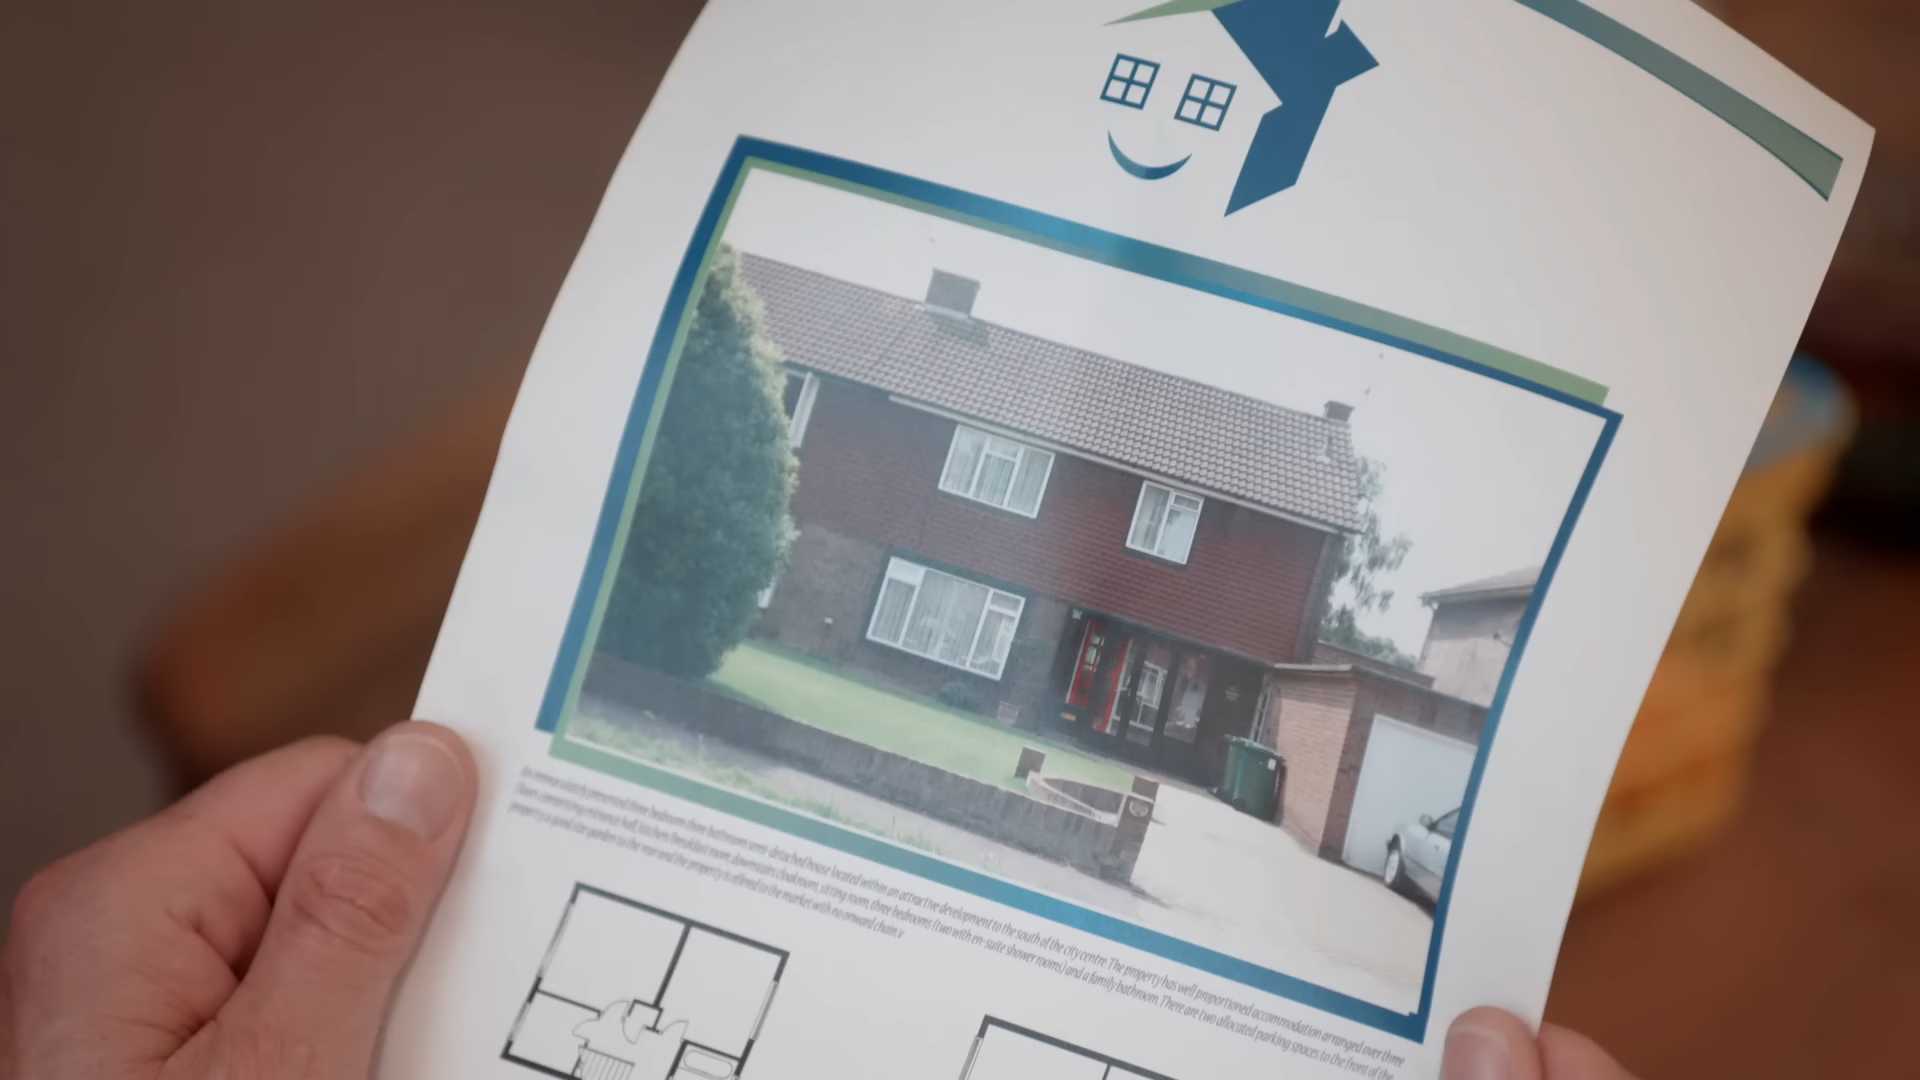 An immaculately presented three bedroom, three bathroom semi-detached house located within an attractive development to the south of the city centre. The property has well proportioned accommodation arranged over three
floors comprising entrance hall, kitchen/breakfast room, downstairs cloakroom, sitting room, three bedrooms (two with en-suite shower rooms) and a family bathroom. There are two allocated parking spaces to the front of the
property, a good size garden to the rear and the property is offered to the market with no onward chain.v